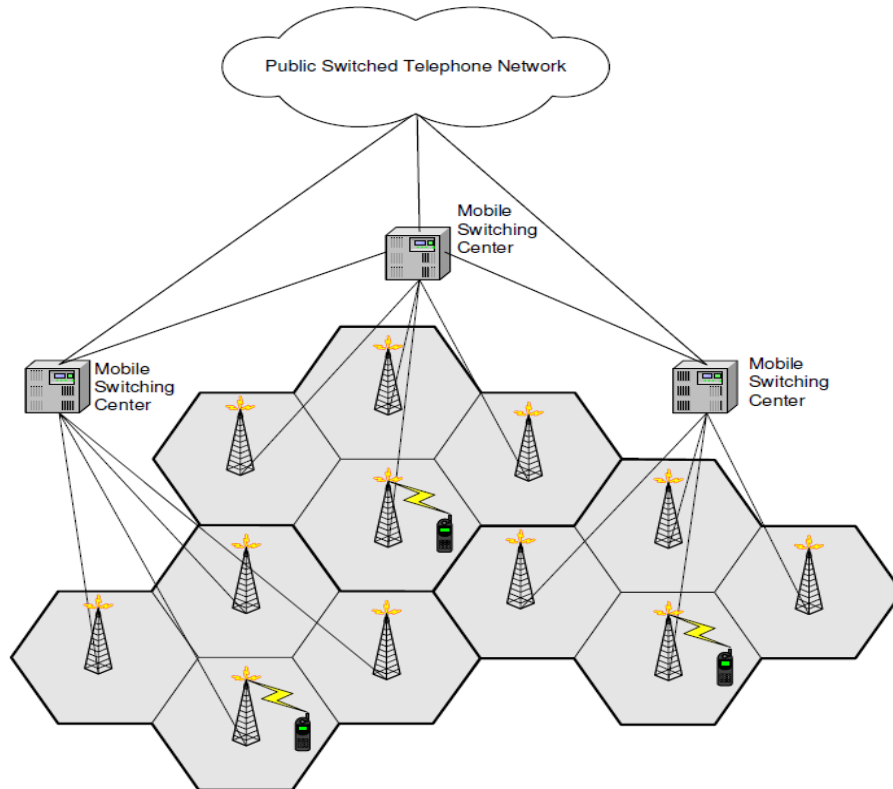 Public Switched Telephone Network
Mobile
Switching
Center
Mobile
Switching
Center
Mobile
Switching
Center